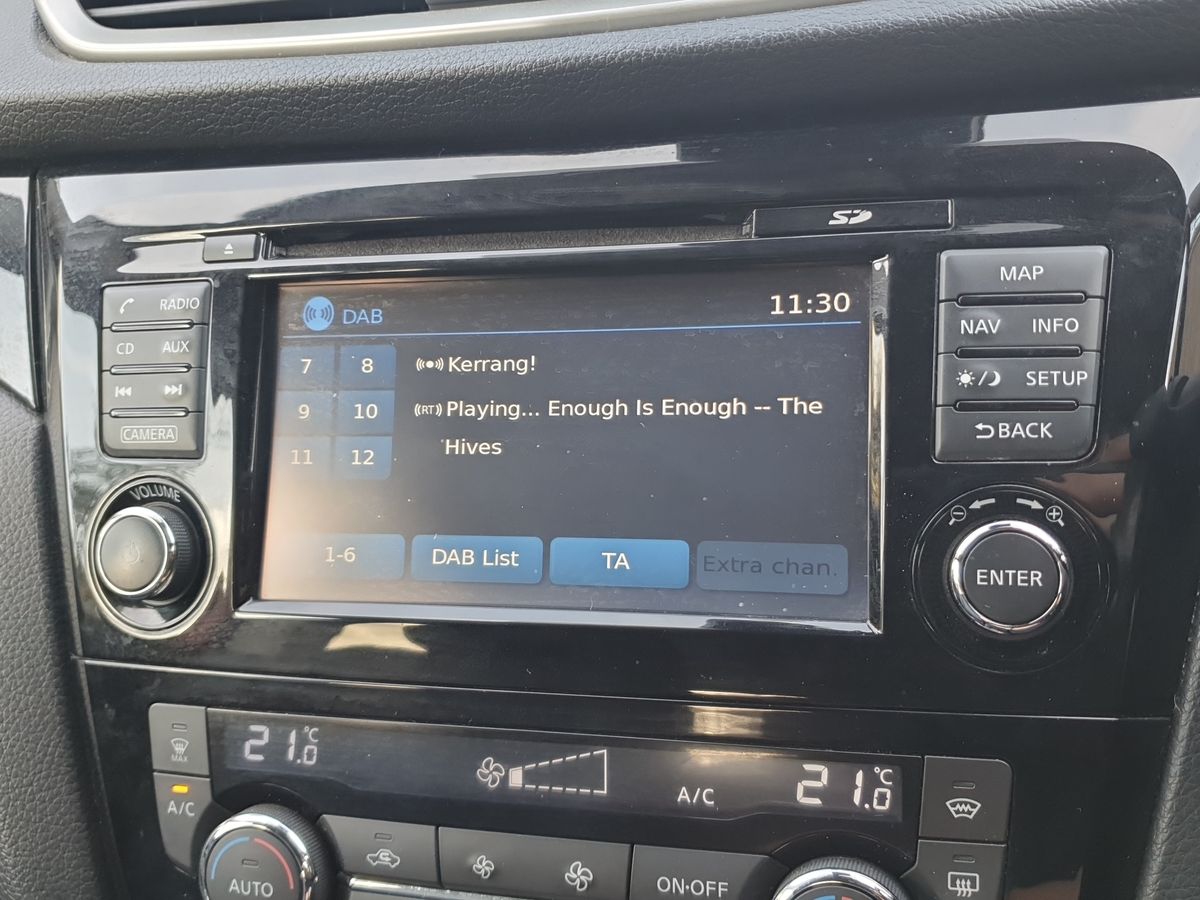 SD
RADIO
CD AUX
CAMERA
VOLUME
DAB
11:30
7 8
9 10
11 12
Kerrang!
(RT) Playing... Enough Is Enough -- The
Hives
1-6
DAB List
TA
Extra chan.
MAP
NAV INFO
SETUP
BACK
ENTER
MAX
A/C
21.0°C
A/C
21.0°C
AUTO
ON·OFF